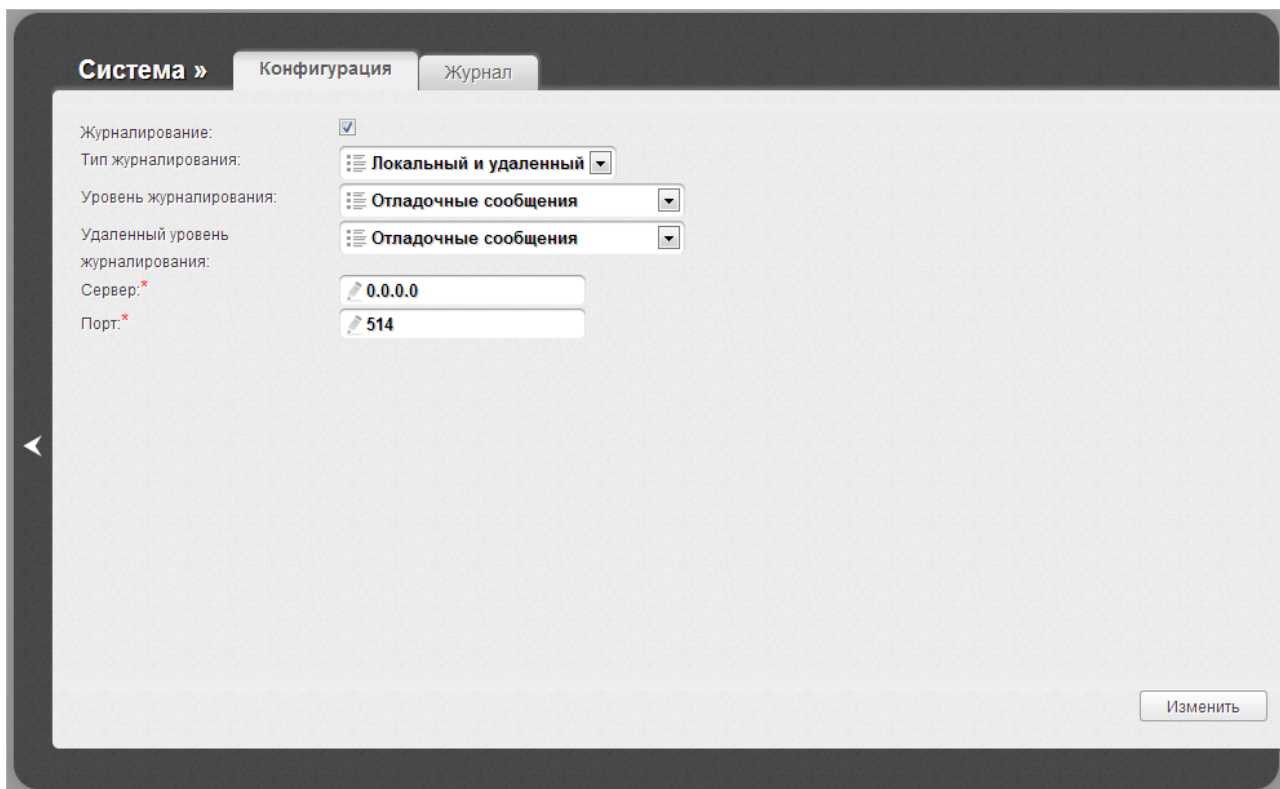 Система »
Конфигурация
Журнал
Журналирование:
Тип журналирования:
Локальный и удаленный
Уровень журналирования:
Отладочные сообщения
Удаленный уровень
журналирования:
Отладочные сообщения
Сервер:*
0.0.0.0
Порт:*
514
Изменить